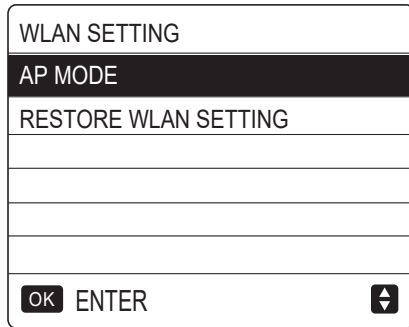 WLAN SETTING
AP MODE
RESTORE WLAN SETTING
OK ENTER